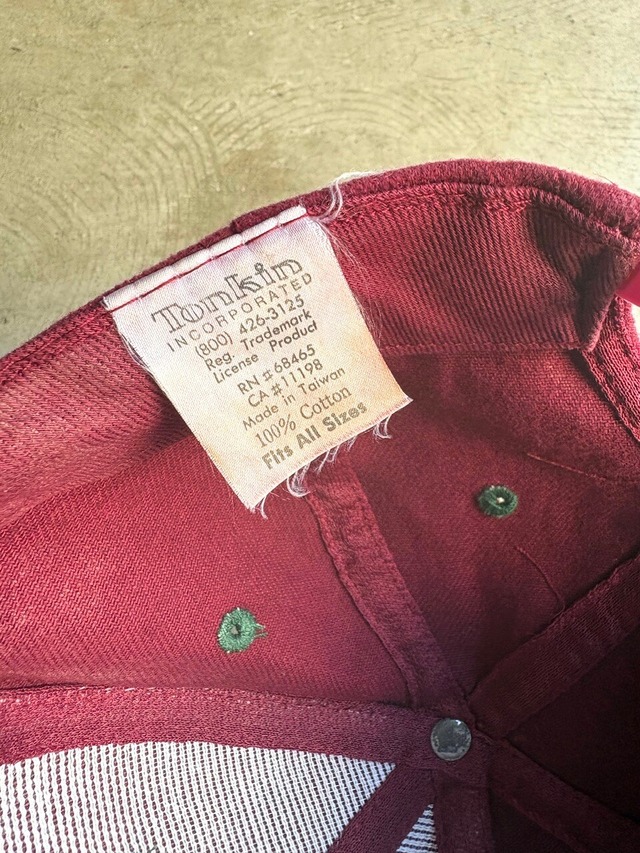 Tonkin
INCORPORATED
(800) 426-3125
Reg. Trademark
License Product
RN # 68465
CA # 11198
Made in Taiwan
100% Cotton
Fits All Sizes